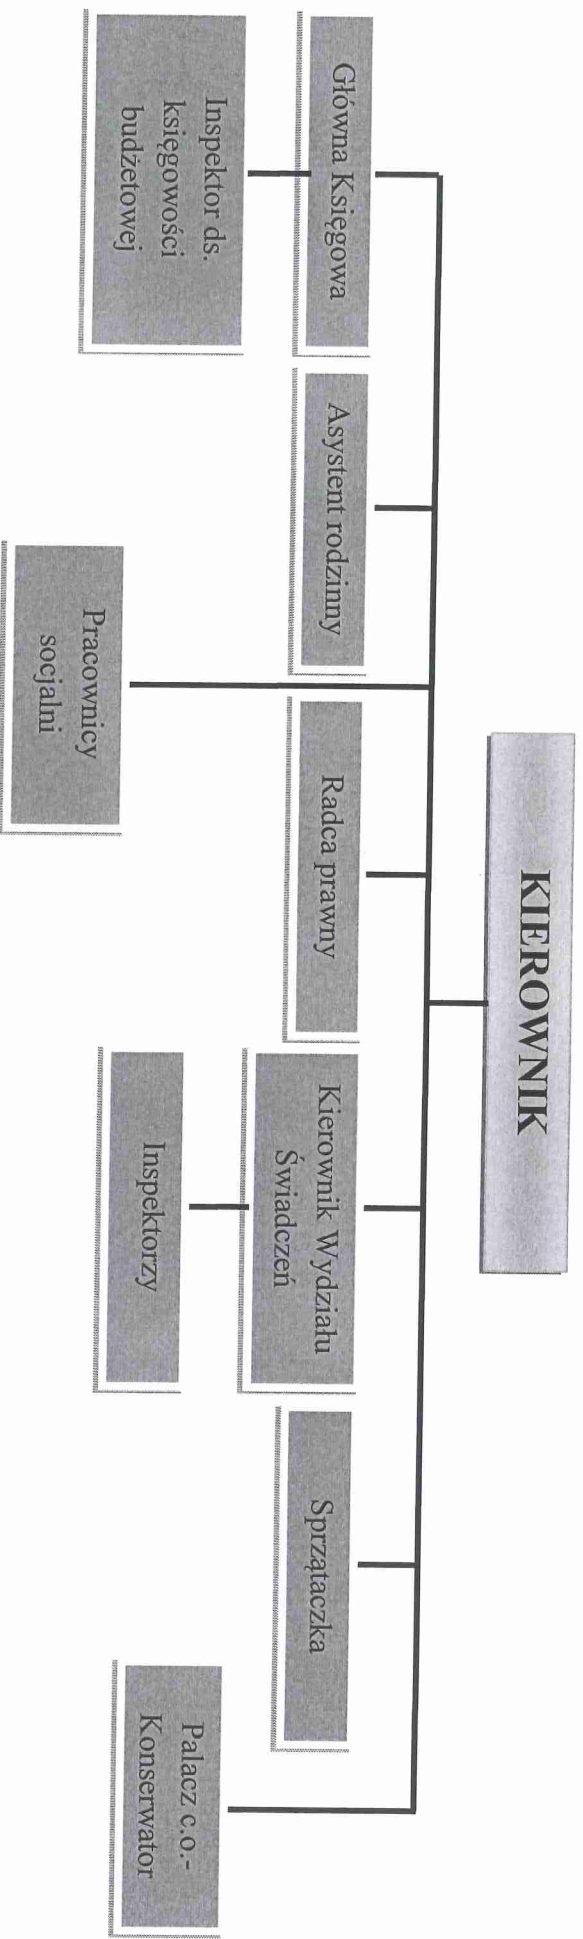 KIEROWNIK
Główna Księgowa
Inspektor ds.
księgowości
budżetowej
Asystent rodzinny
Pracownicy
socjalni
Radca prawny
Kierownik Wydziału
Świadczeń
Inspektorzy
Sprzątaczka
Palacz c.o.-
Konserwator